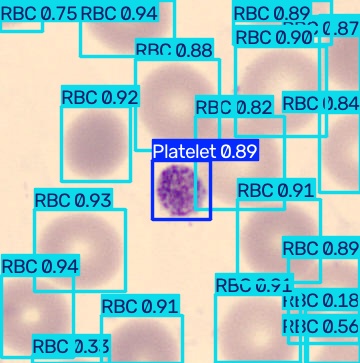 RBC 0.75
RBC 0.94
RBC 0.89
0.87
RBC 0.88
RBC 0.90
RBC 0.92
RBC 0.82
RBC 0.84
Platelet 0.89
RBC 0.93
RBC 0.91
RBC 0.89
RBC 0.94
RBC 0.91
RBC 0.91
RBC 0.18
RBC 0.56
RBC 0.33